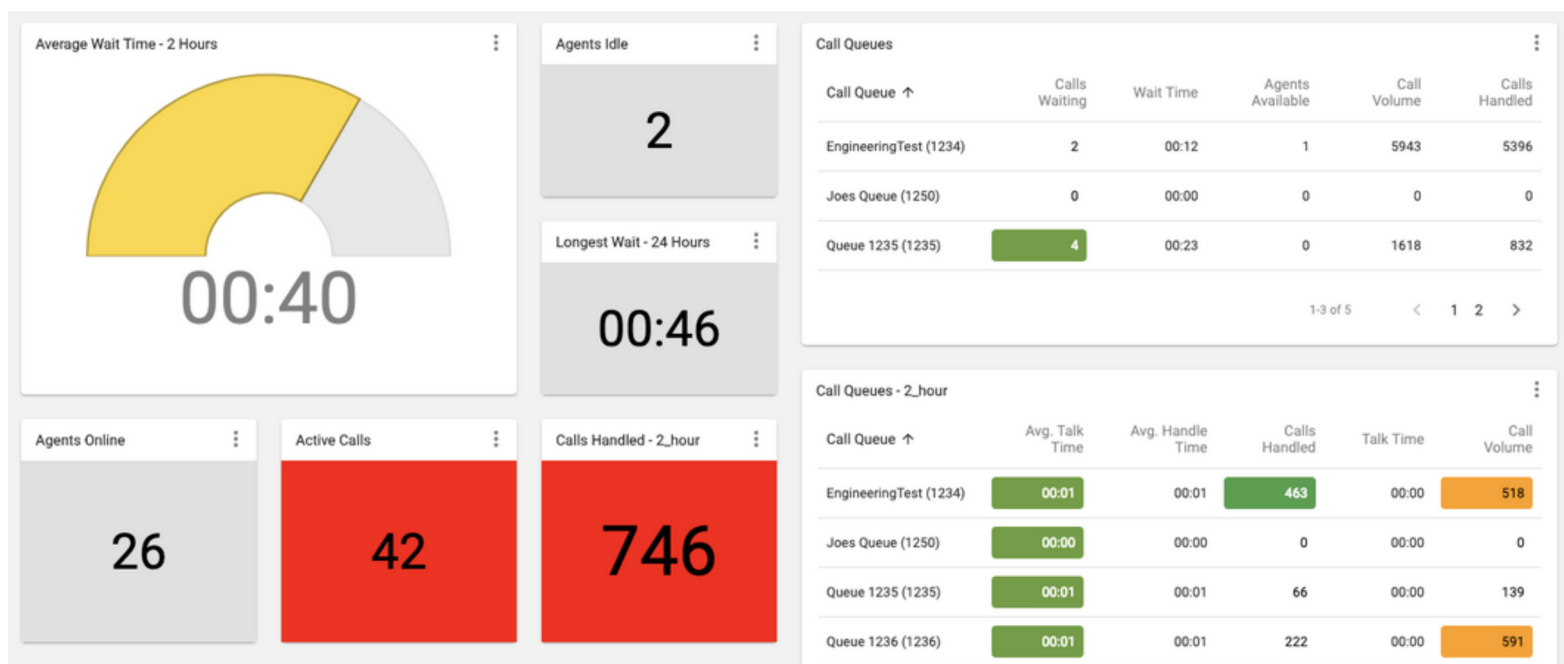 Average Wait Time - 2 Hours
00:40
Agents Idle
2
Longest Wait - 24 Hours
00:46
Agents Online
26
Active Calls
42
Calls Handled - 2_hour
746
Call Queues
Call Queue ↑ Calls Waiting Wait Time Agents Available Call Volume Calls Handled
EngineeringTest (1234) 2 00:12 1 5943 5396
Joes Queue (1250) 0 00:00 0 0 0
Queue 1235 (1235) 4 00:23 0 1618 832
1-3 of 5 < 1 2 >
Call Queues - 2_hour
Call Queue ↑ Avg. Talk Time Avg. Handle Time Calls Handled Talk Time Call Volume
EngineeringTest (1234) 00:01 00:01 463 00:00 518
Joes Queue (1250) 00:00 00:00 0 00:00 0
Queue 1235 (1235) 00:01 00:01 66 00:00 139
Queue 1236 (1236) 00:01 00:01 222 00:00 591